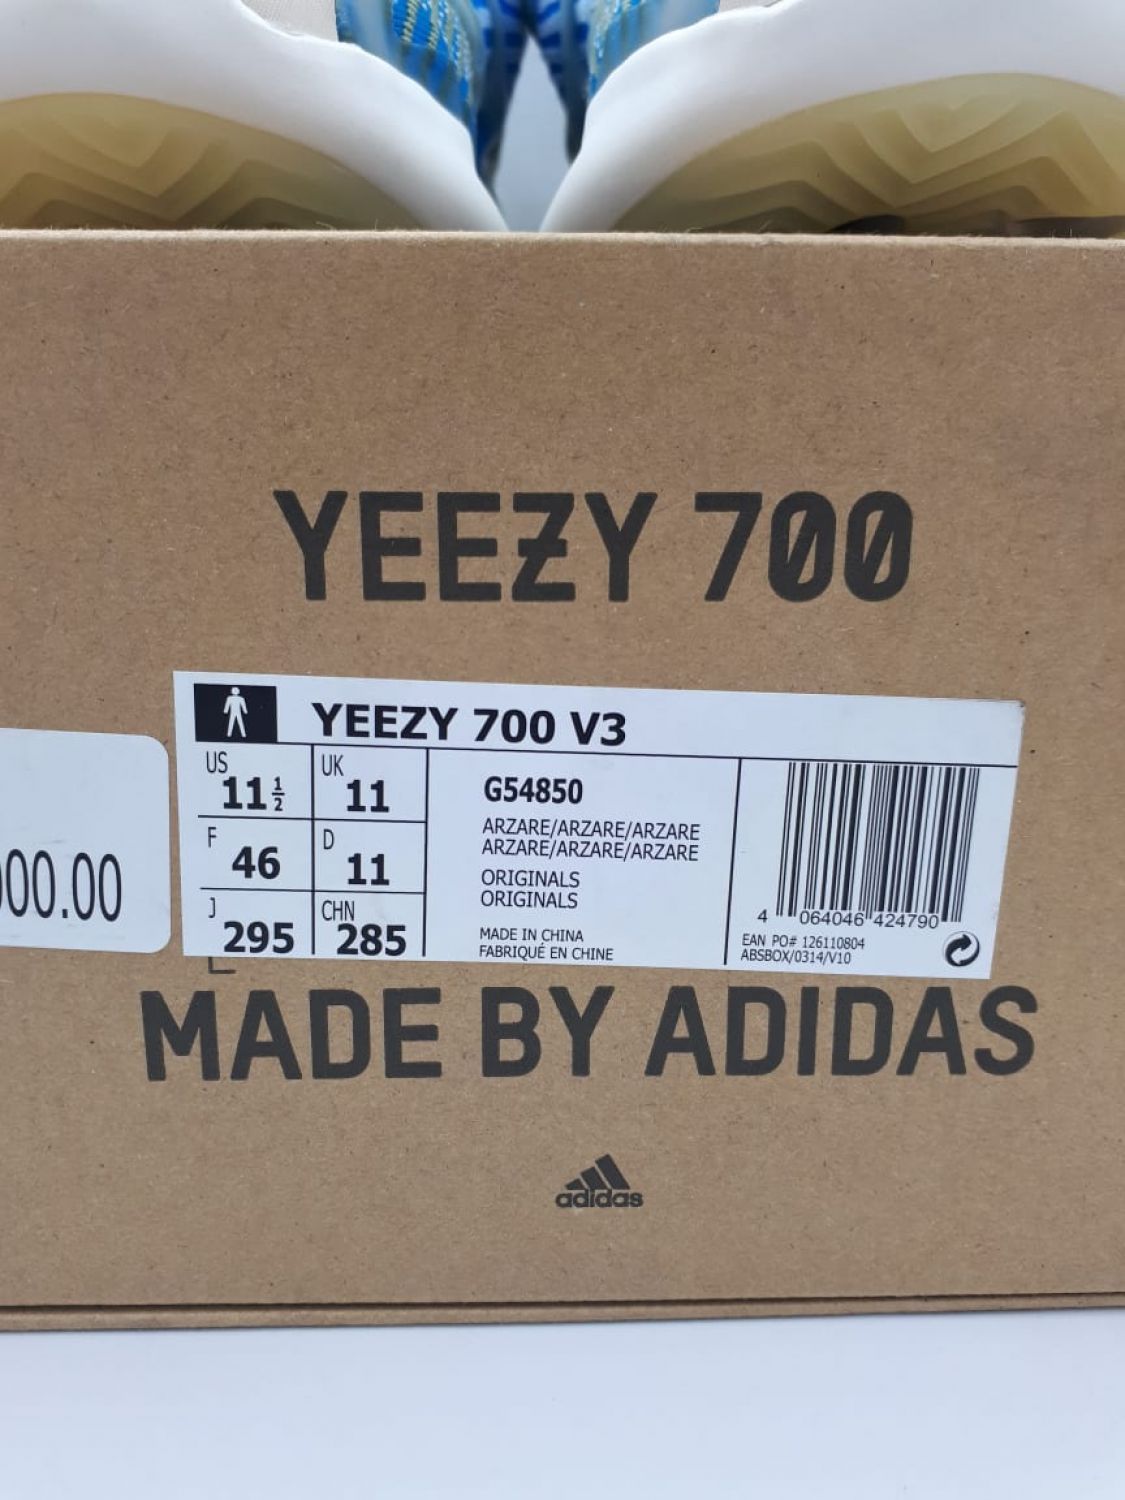 YEEZY 700
YEEZY 700 V3
US
11½
UK
11
F
46
D
11
J
295
CHN
285
G54850
ARZARE/ARZARE/ARZARE
ARZARE/ARZARE/ARZARE
ORIGINALS
ORIGINALS
MADE IN CHINA
FABRIQUÉ EN CHINE
4 064046 424790
EAN PO# 126110804
ABSBOX/0314/V10
000.00
MADE BY ADIDAS
adidas